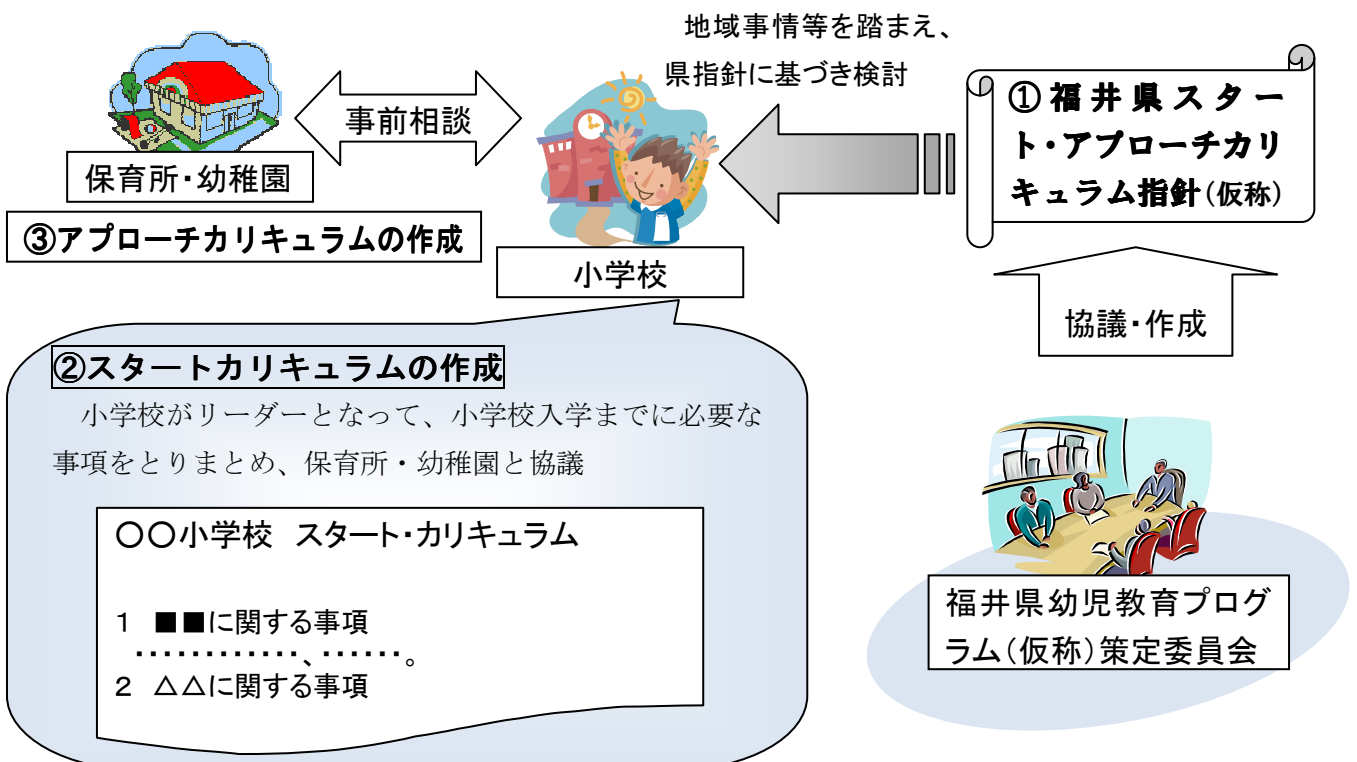 地域事情等を踏まえ、
県指針に基づき検討
①福井県スター
ト・アプローチカリ
キュラム指針(仮称)
事前相談
保育所・幼稚園
③アプローチカリキュラムの作成
小学校
協議・作成
②スタートカリキュラムの作成
小学校がリーダーとなって、小学校入学までに必要な
事項をとりまとめ、保育所・幼稚園と協議
〇〇小学校 スタート・カリキュラム
1 ■■に関する事項
・・・・・・・・・・・・、・・・・・・。
2 △△に関する事項
福井県幼児教育プログ
ラム(仮称)策定委員会